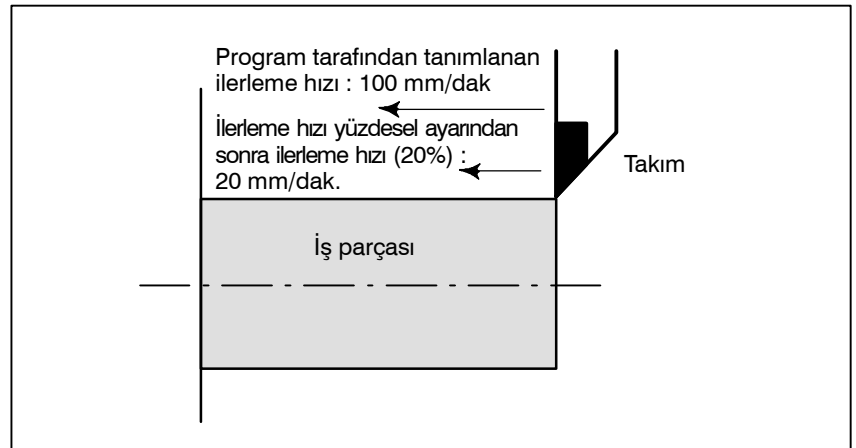 Program tarafından tanımlanan
ilerleme hızı : 100 mm/dak
İlerleme hızı yüzdesel ayarından
sonra ilerleme hızı (20%) :
20 mm/dak.
Takım
İş parçası